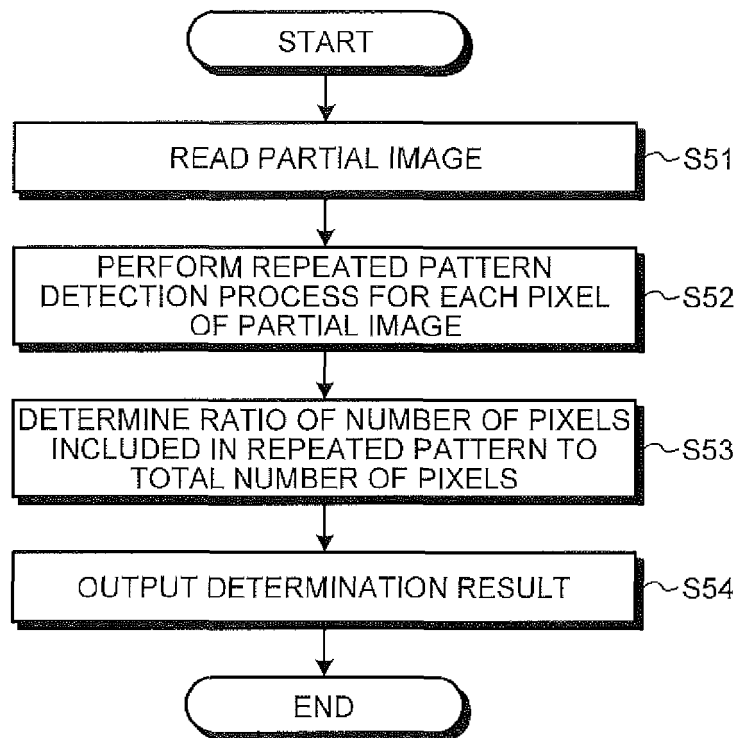 START
READ PARTIAL IMAGE
S51
PERFORM REPEATED PATTERN
DETECTION PROCESS FOR EACH PIXEL
OF PARTIAL IMAGE
S52
DETERMINE RATIO OF NUMBER OF PIXELS
INCLUDED IN REPEATED PATTERN TO
TOTAL NUMBER OF PIXELS
S53
OUTPUT DETERMINATION RESULT
S54
END